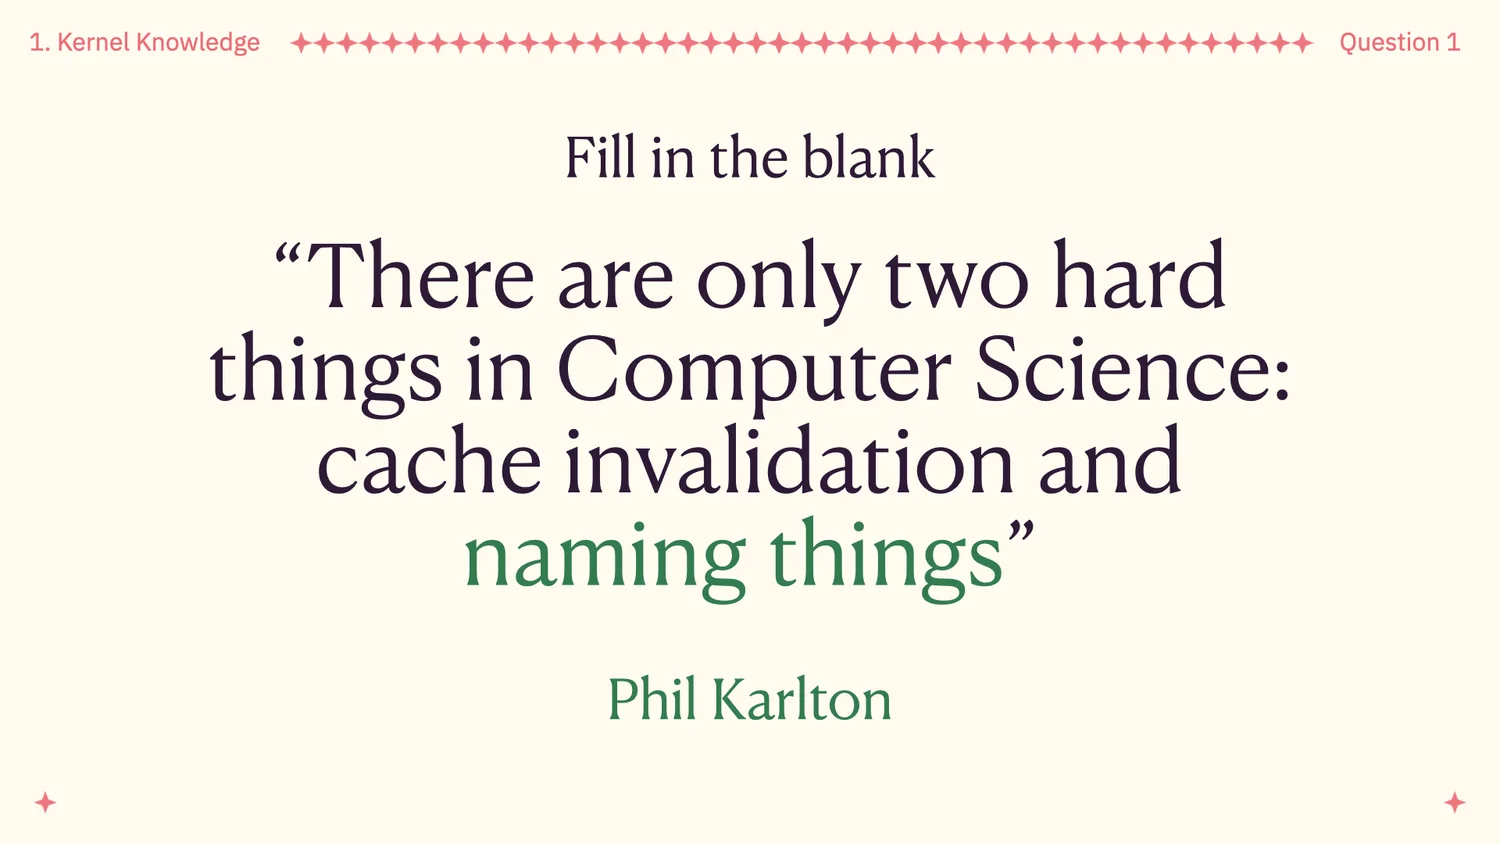 1. Kernel Knowledge
Question 1
Fill in the blank
“There are only two hard
things in Computer Science:
cache invalidation and
naming things”
Phil Karlton